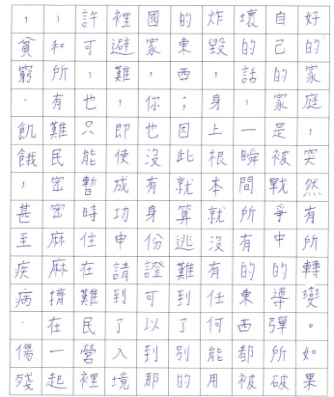 好的家庭，突然有所轉變。如果
自己的家是被戰爭中的導彈所破
壞的話，一瞬間所有的東西都被
炸毀，身上根本就沒有任何能用
的東西；因此就算逃難到了別的
國家，你也沒有身份證可以到那
裡避難，即使成功申請到了入境
許可，也只能暫時住在難民營裡
，和所有難民密密麻麻擠在一起
，貧窮、飢餓，甚至疾病、傷殘